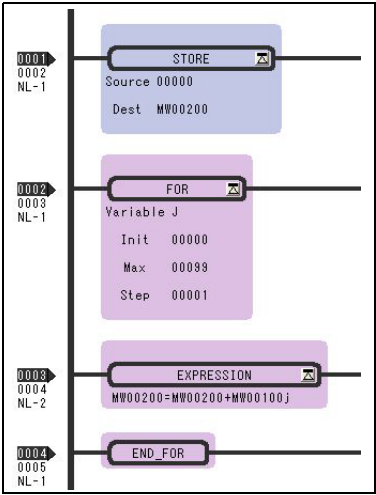 0001
0002
NL-1
STORE
Source 00000
Dest MW00200
0002
0003
NL-1
FOR
Variable J
Init 00000
Max 00099
Step 00001
0003
0004
NL-2
EXPRESSION
MW00200=MW00200+MW00100j
0004
0005
NL-1
END_FOR